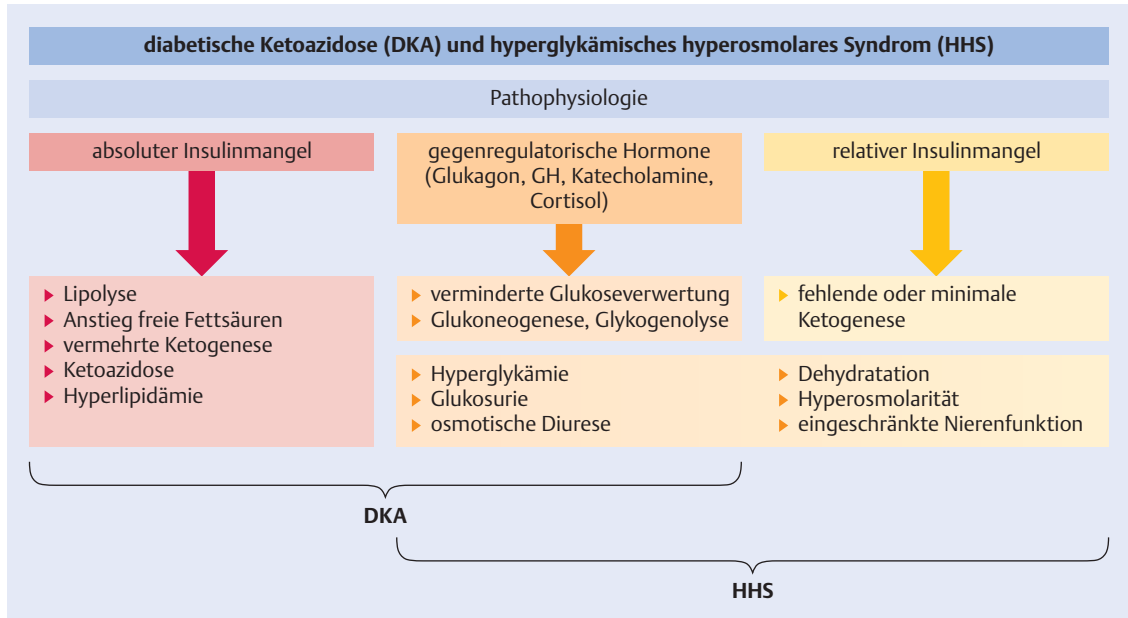 diabetische Ketoazidose (DKA) und hyperglykämisches hyperosmolares Syndrom (HHS)
Pathophysiologie
absoluter Insulinmangel
gegenregulatorische Hormone
(Glukagon, GH, Katecholamine,
Cortisol)
relativer Insulinmangel
Lipolyse
Anstieg freie Fettsäuren
vermehrte Ketogenese
Ketoazidose
Hyperlipidämie
verminderte Glukoseverwertung
Glukoneogenese, Glykogenolyse
fehlende oder minimale
Ketogenese
Hyperglykämie
Glukosurie
osmotische Diurese
Dehydratation
Hyperosmolarität
eingeschränkte Nierenfunktion
DKA
HHS